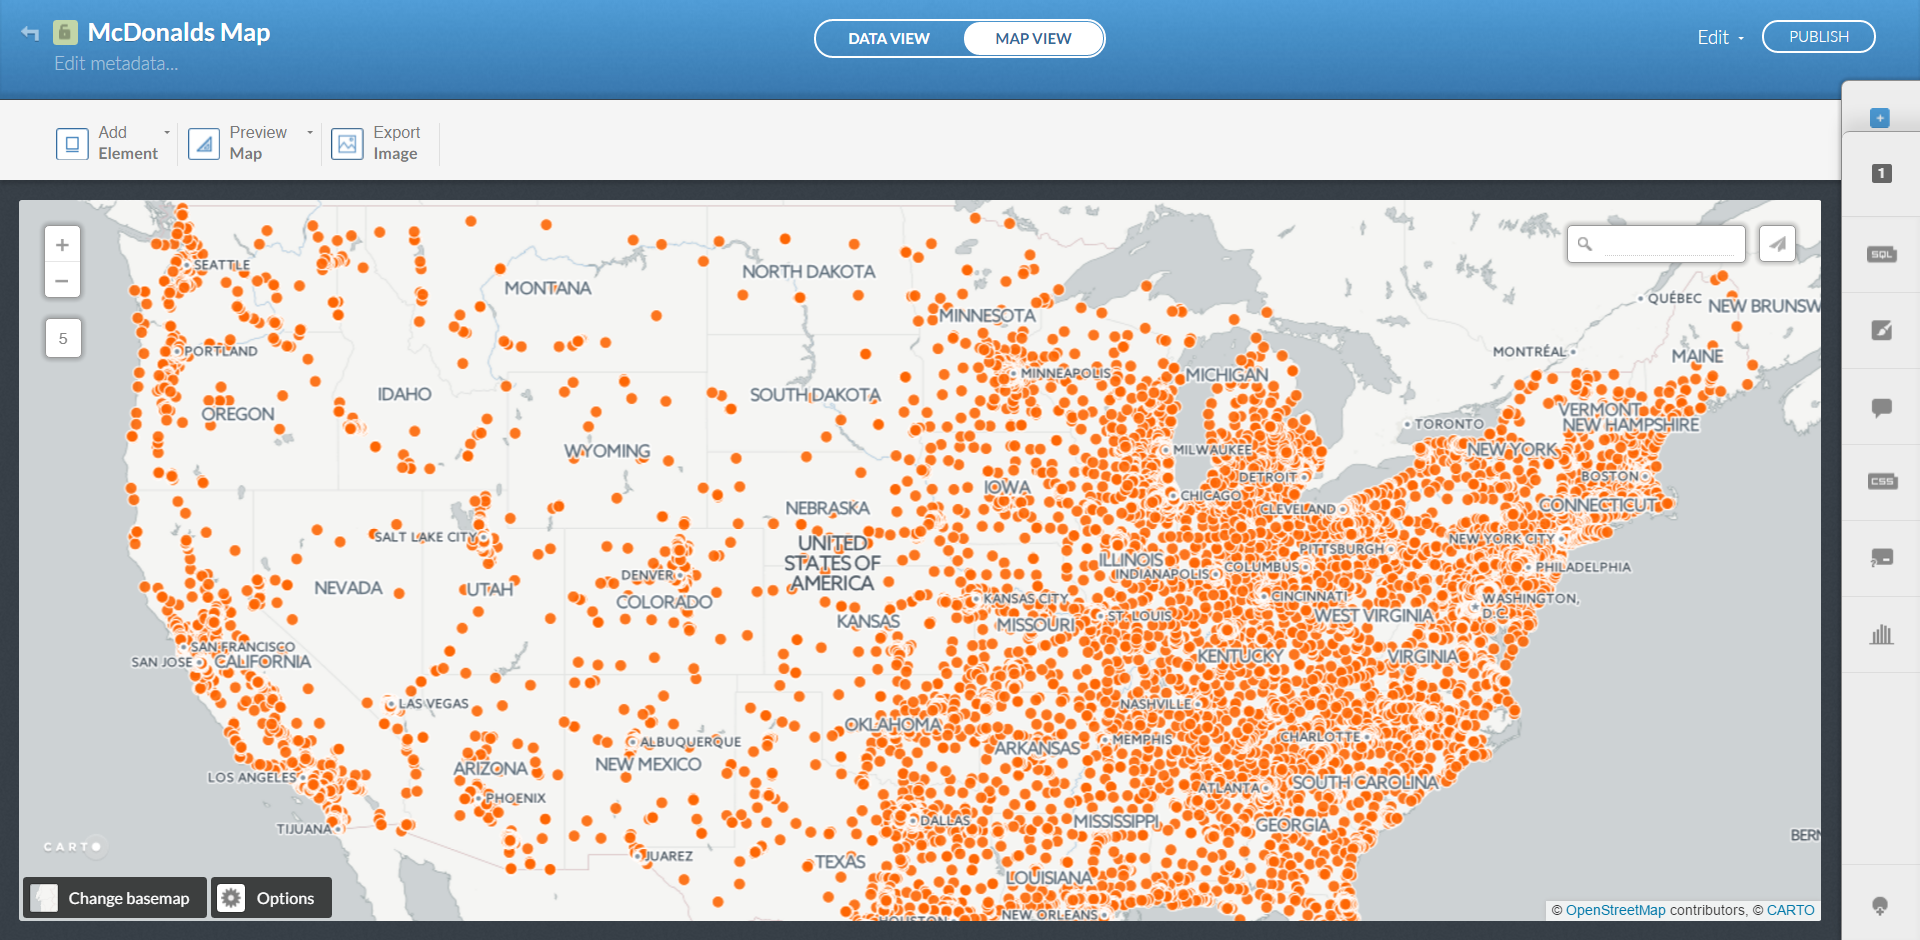 McDonalds Map
Edit metadata...
DATA VIEW
MAP VIEW
Edit
PUBLISH
Add
Element
Preview
Map
Export
Image
+
−
5
1
SQL
CSS
SEATTLE
MONTANA
NORTH DAKOTA
MINNESOTA
QUÉBEC
NEW BRUNSW
PORTLAND
MINNEAPOLIS
MICHIGAN
MONTRÉAL
MAINE
IDAHO
SOUTH DAKOTA
OREGON
VERMONT
TORONTO
NEW HAMPSHIRE
WYOMING
MILWAUKEE
NEW YORK
DETROIT
BOSTON
IOWA
CHICAGO
NEBRASKA
CLEVELAND
CONNECTICUT
SALT LAKE CITY
UNITED
STATES OF
AMERICA
NEW YORK CITY
PITTSBURGH
ILLINOIS
INDIANAPOLIS
COLUMBUS
PHILADELPHIA
DENVER
NEVADA
UTAH
COLORADO
KANSAS CITY
CINCINNATI
WASHINGTON,
D.C.
KANSAS
MISSOURI
ST. LOUIS
WEST VIRGINIA
SAN FRANCISCO
SAN JOSE
CALIFORNIA
KENTUCKY
VIRGINIA
LAS VEGAS
NASHVILLE
OKLAHOMA
ALBUQUERQUE
ARKANSAS
MEMPHIS
CHARLOTTE
ARIZONA
NEW MEXICO
LOS ANGELES
SOUTH CAROLINA
PHOENIX
ATLANTA
TIJUANA
DALLAS
MISSISSIPPI
GEORGIA
BERM
JUAREZ
TEXAS
LOUISIANA
HOUSTON
NEW ORLEANS
CARTO
Change basemap
Options
© OpenStreetMap contributors, © CARTO